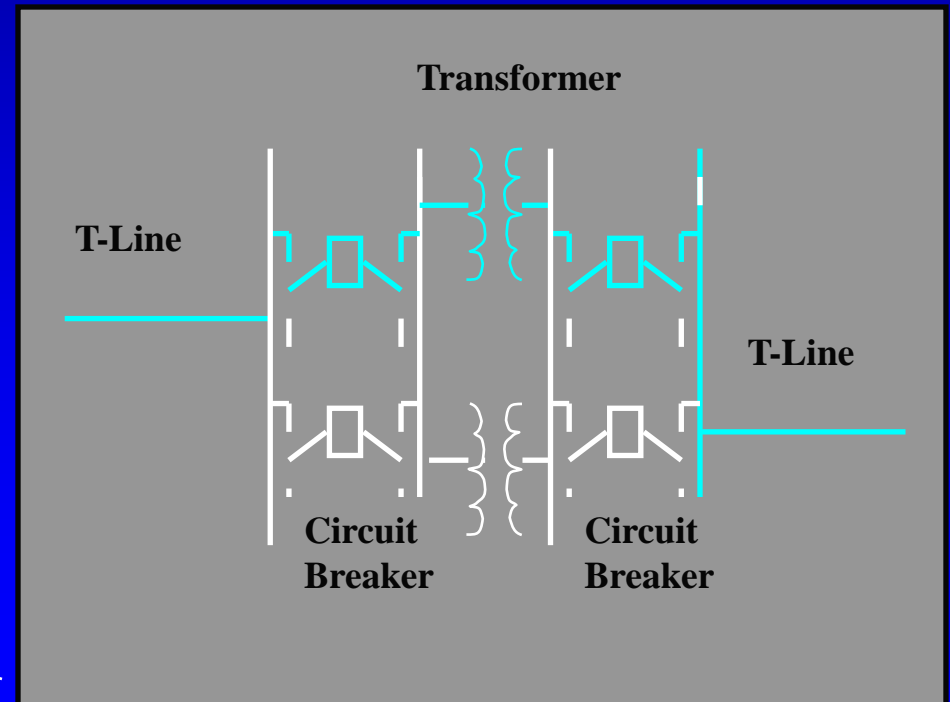 Transformer
T-Line
T-Line
Circuit
Breaker
Circuit
Breaker